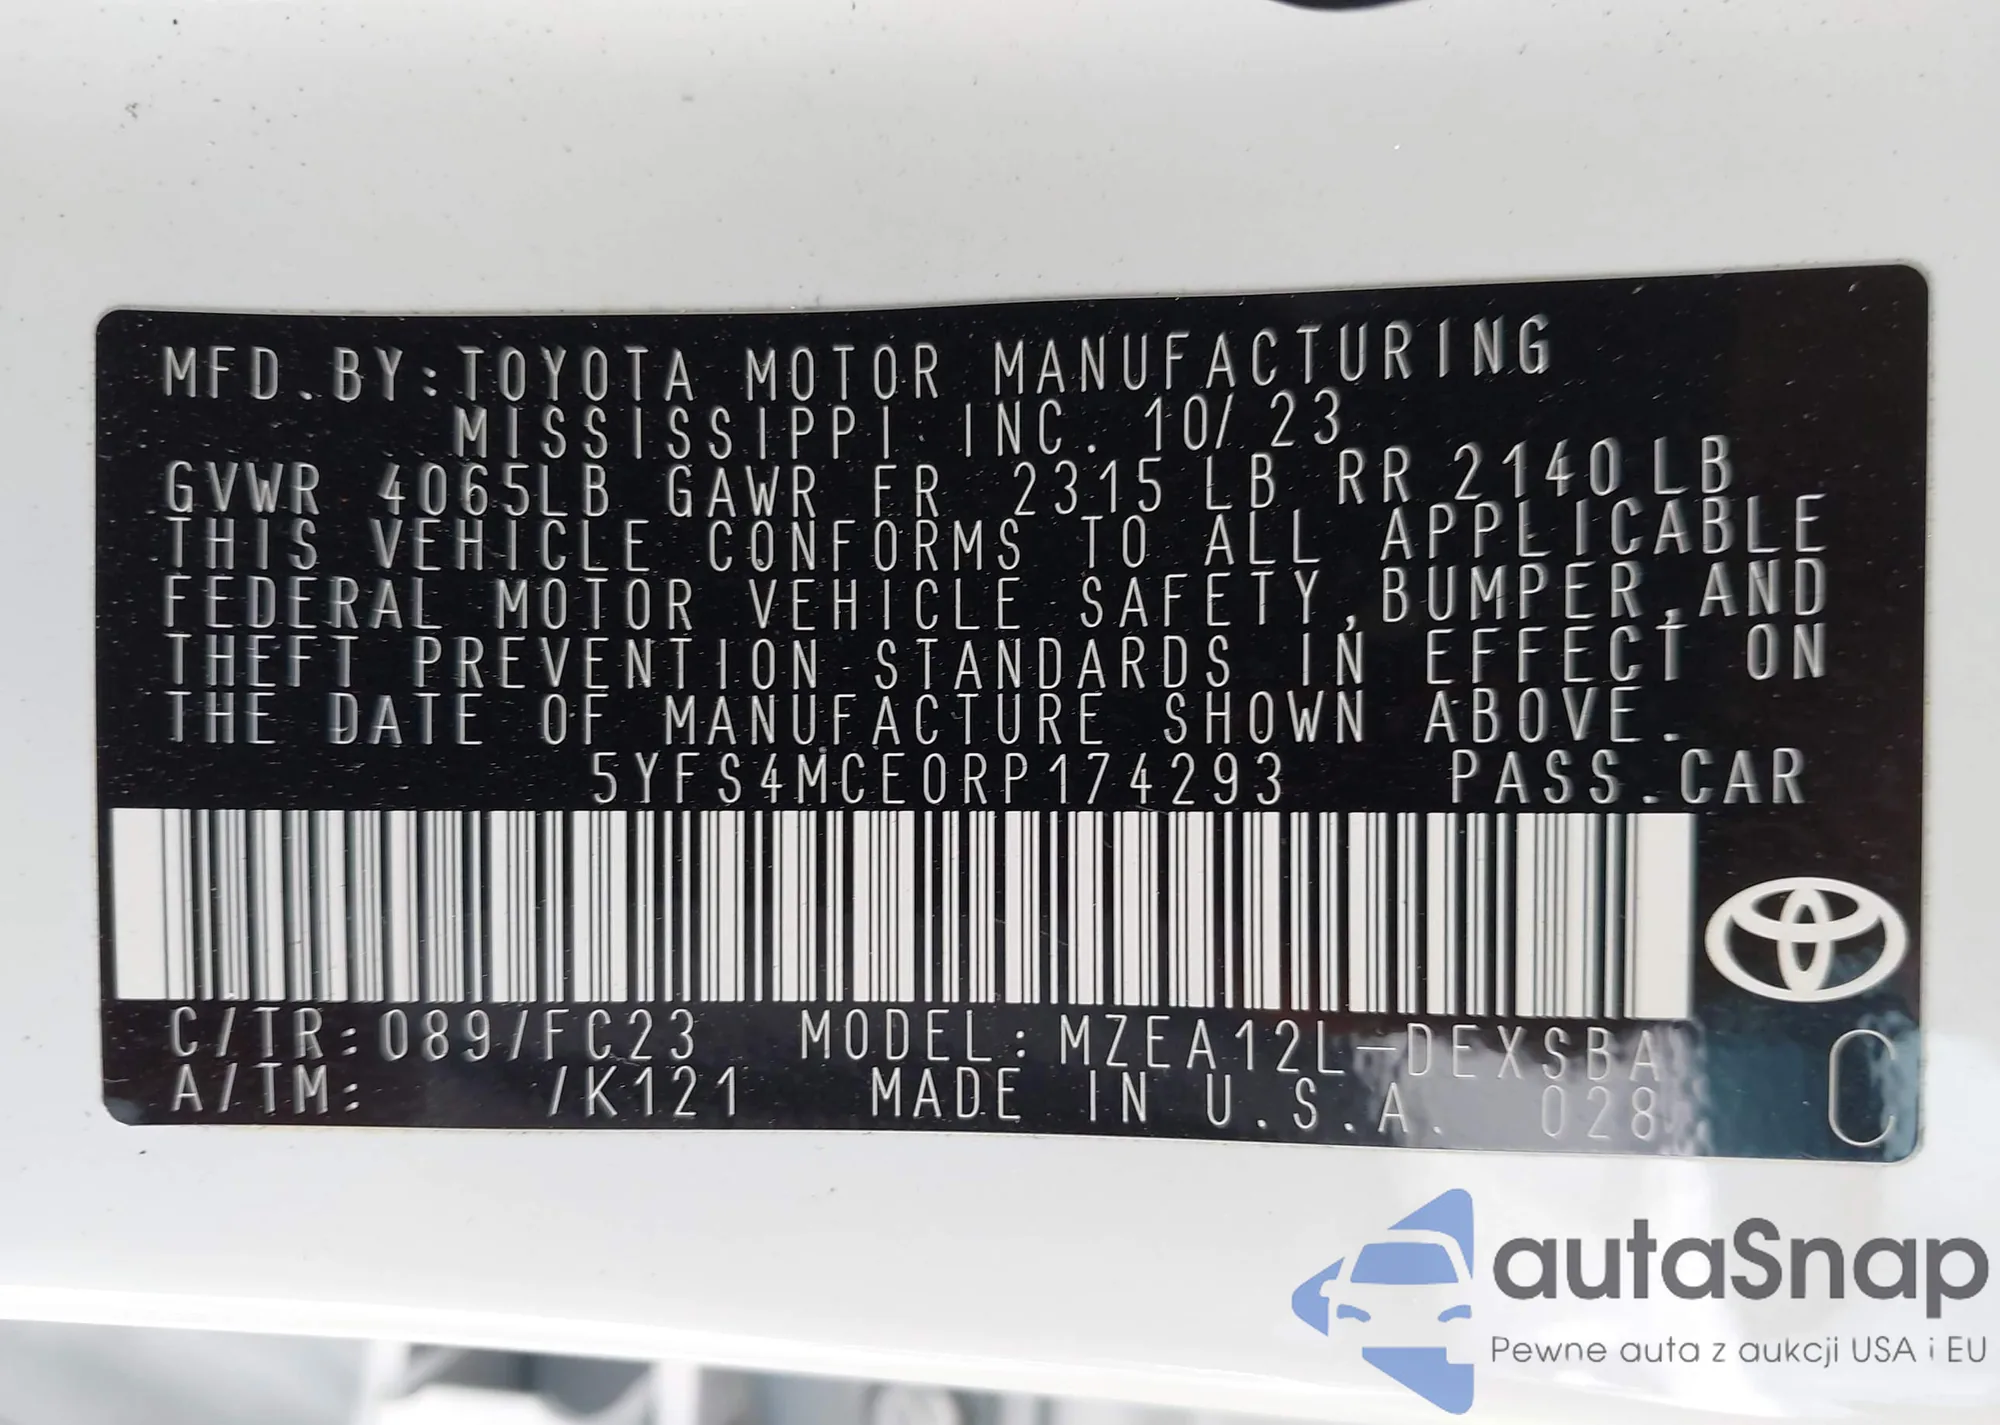 MFD.BY:TOYOTA MOTOR MANUFACTURING
MISSISSIPPI INC. 10/23
GVWR 4065LB GAWR FR 2315LB RR 2140LB
THIS VEHICLE CONFORMS TO ALL APPLICABLE
FEDERAL MOTOR VEHICLE SAFETY,BUMPER,AND
THEFT PREVENTION STANDARDS IN EFFECT ON
THE DATE OF MANUFACTURE SHOWN ABOVE.
5YFS4MCE0RP174293 PASS.CAR
C/TR:089/FC23 MODEL:MZEA12L-DEXSBA
A/TM: /K121 MADE IN U.S.A. 028 C
autaSnap
Pewne auta z aukcji USA i EU